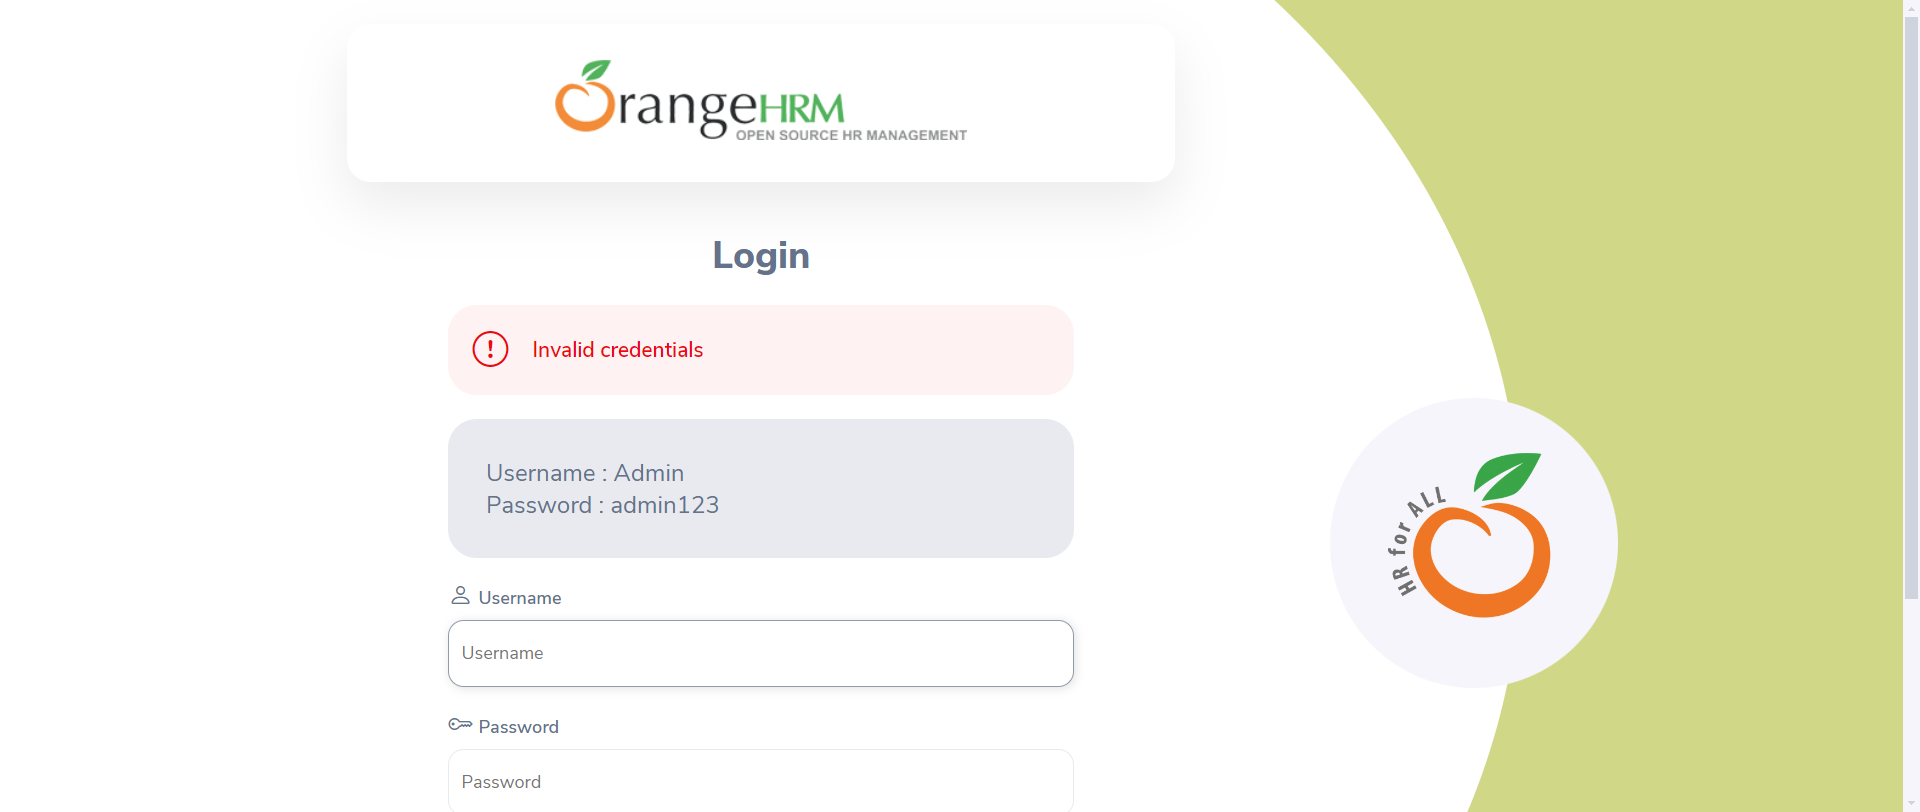 OrangeHRM
OPEN SOURCE HR MANAGEMENT
Login
Invalid credentials
Username : Admin
Password : admin123
Username
Username
Password
Password
HR for ALL